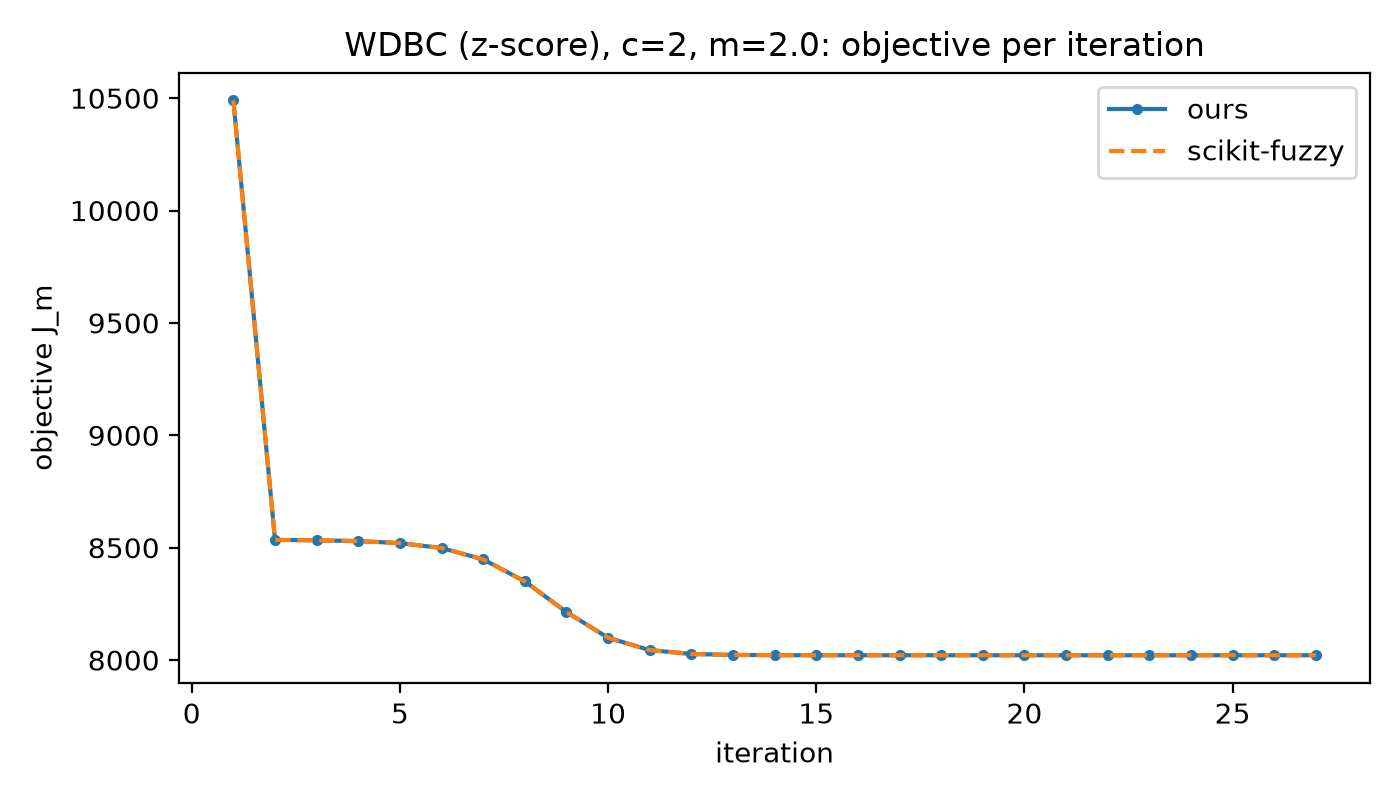 WDBC (z-score), c=2, m=2.0: objective per iteration
10500
10000
9500
9000
8500
8000
objective J_m
ours
scikit-fuzzy
0 5 10 15 20 25
iteration